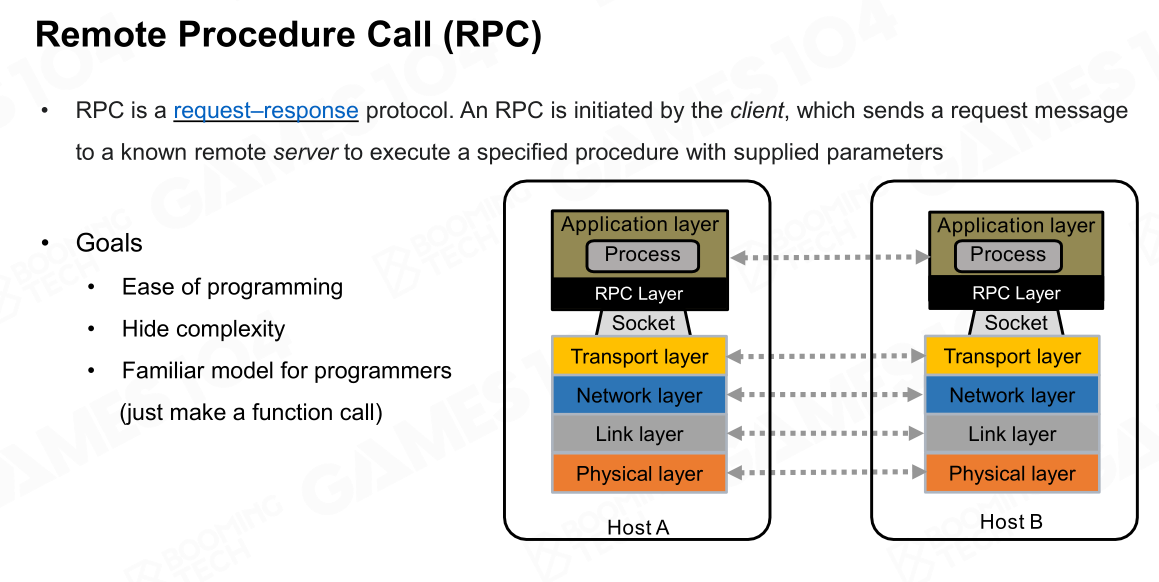 Remote Procedure Call (RPC)
• RPC is a request–response protocol. An RPC is initiated by the client, which sends a request message
to a known remote server to execute a specified procedure with supplied parameters
• Goals
• Ease of programming
• Hide complexity
• Familiar model for programmers
(just make a function call)
Application layer
Process
RPC Layer
Socket
Transport layer
Network layer
Link layer
Physical layer
Host A
Application layer
Process
RPC Layer
Socket
Transport layer
Network layer
Link layer
Physical layer
Host B
GAMES 104
BOOMING
TECH